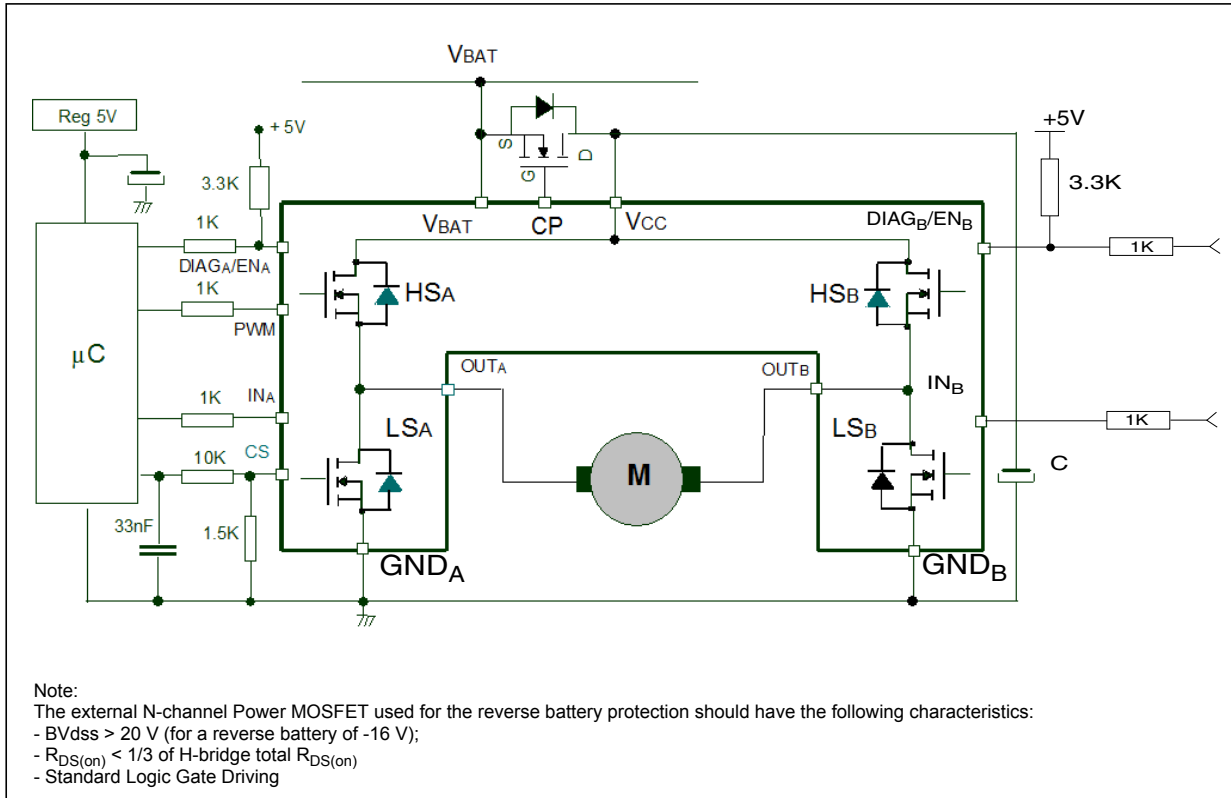 VBAT
Reg 5V
+ 5V
+5V
3.3K
3.3K
S
D
G
1K
VBAT
CP
VCC
DIAGB/ENB
1K
DIAGA/ENA
HSA
HSB
1K
PWM
µC
OUTA
OUTB
INA
INB
1K
1K
LSA
LSB
10K
CS
M
C
33nF
1.5K
GNDA
GNDB
Note:
The external N-channel Power MOSFET used for the reverse battery protection should have the following characteristics:
- BVdss > 20 V (for a reverse battery of -16 V);
- RDS(on) < 1/3 of H-bridge total RDS(on)
- Standard Logic Gate Driving